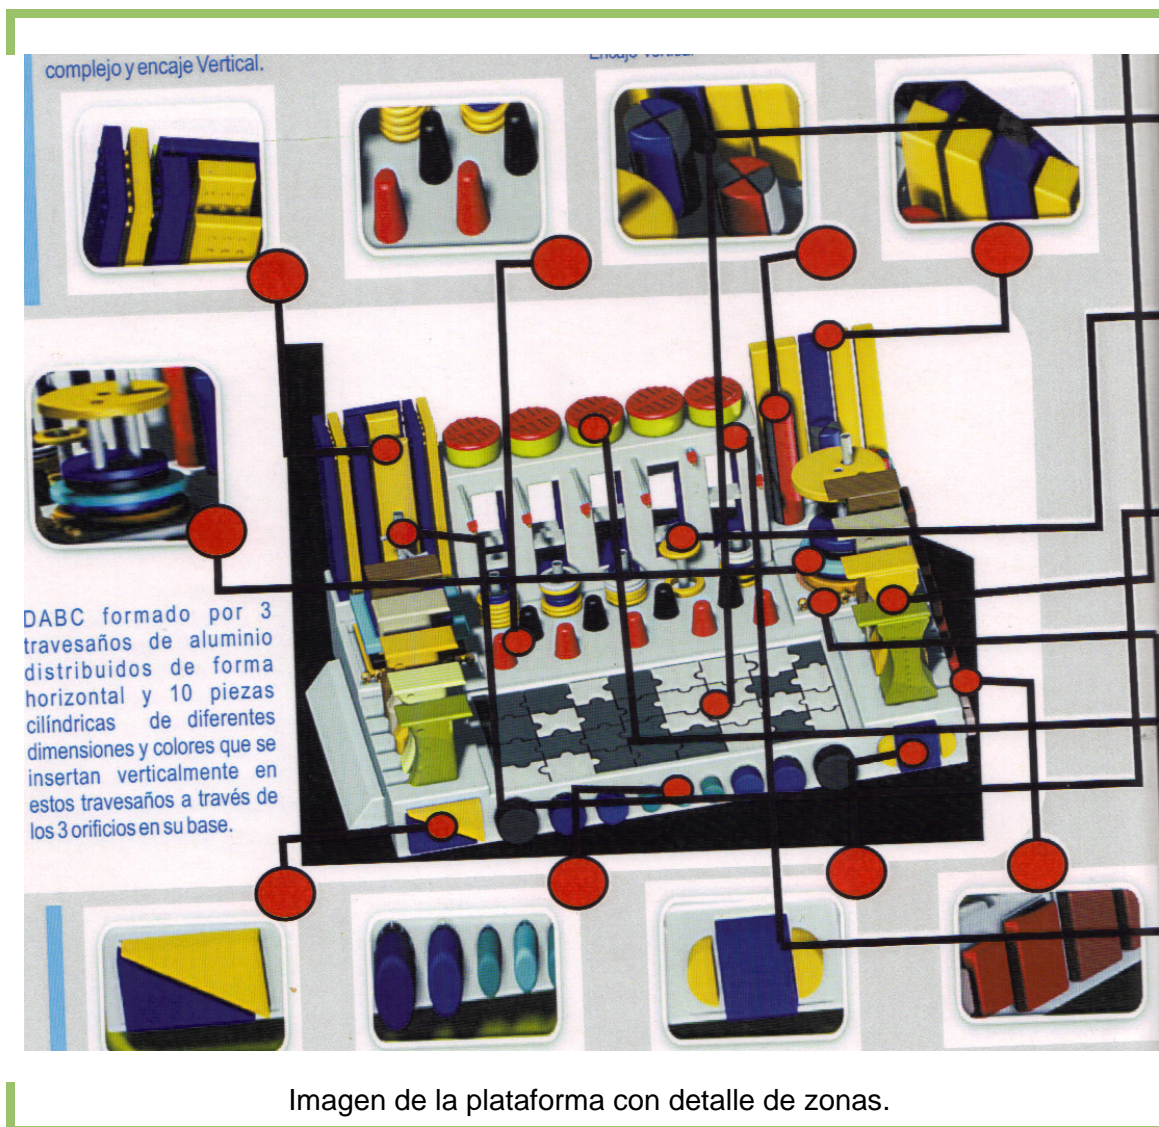 complejo y encaje Vertical.
Encaje Vertical
DABC formado por 3
travesaños de aluminio
distribuidos de forma
horizontal y 10 piezas
cilíndricas de diferentes
dimensiones y colores que se
insertan verticalmente en
estos travesaños a través de
los 3 orificios en su base.
Imagen de la plataforma con detalle de zonas.